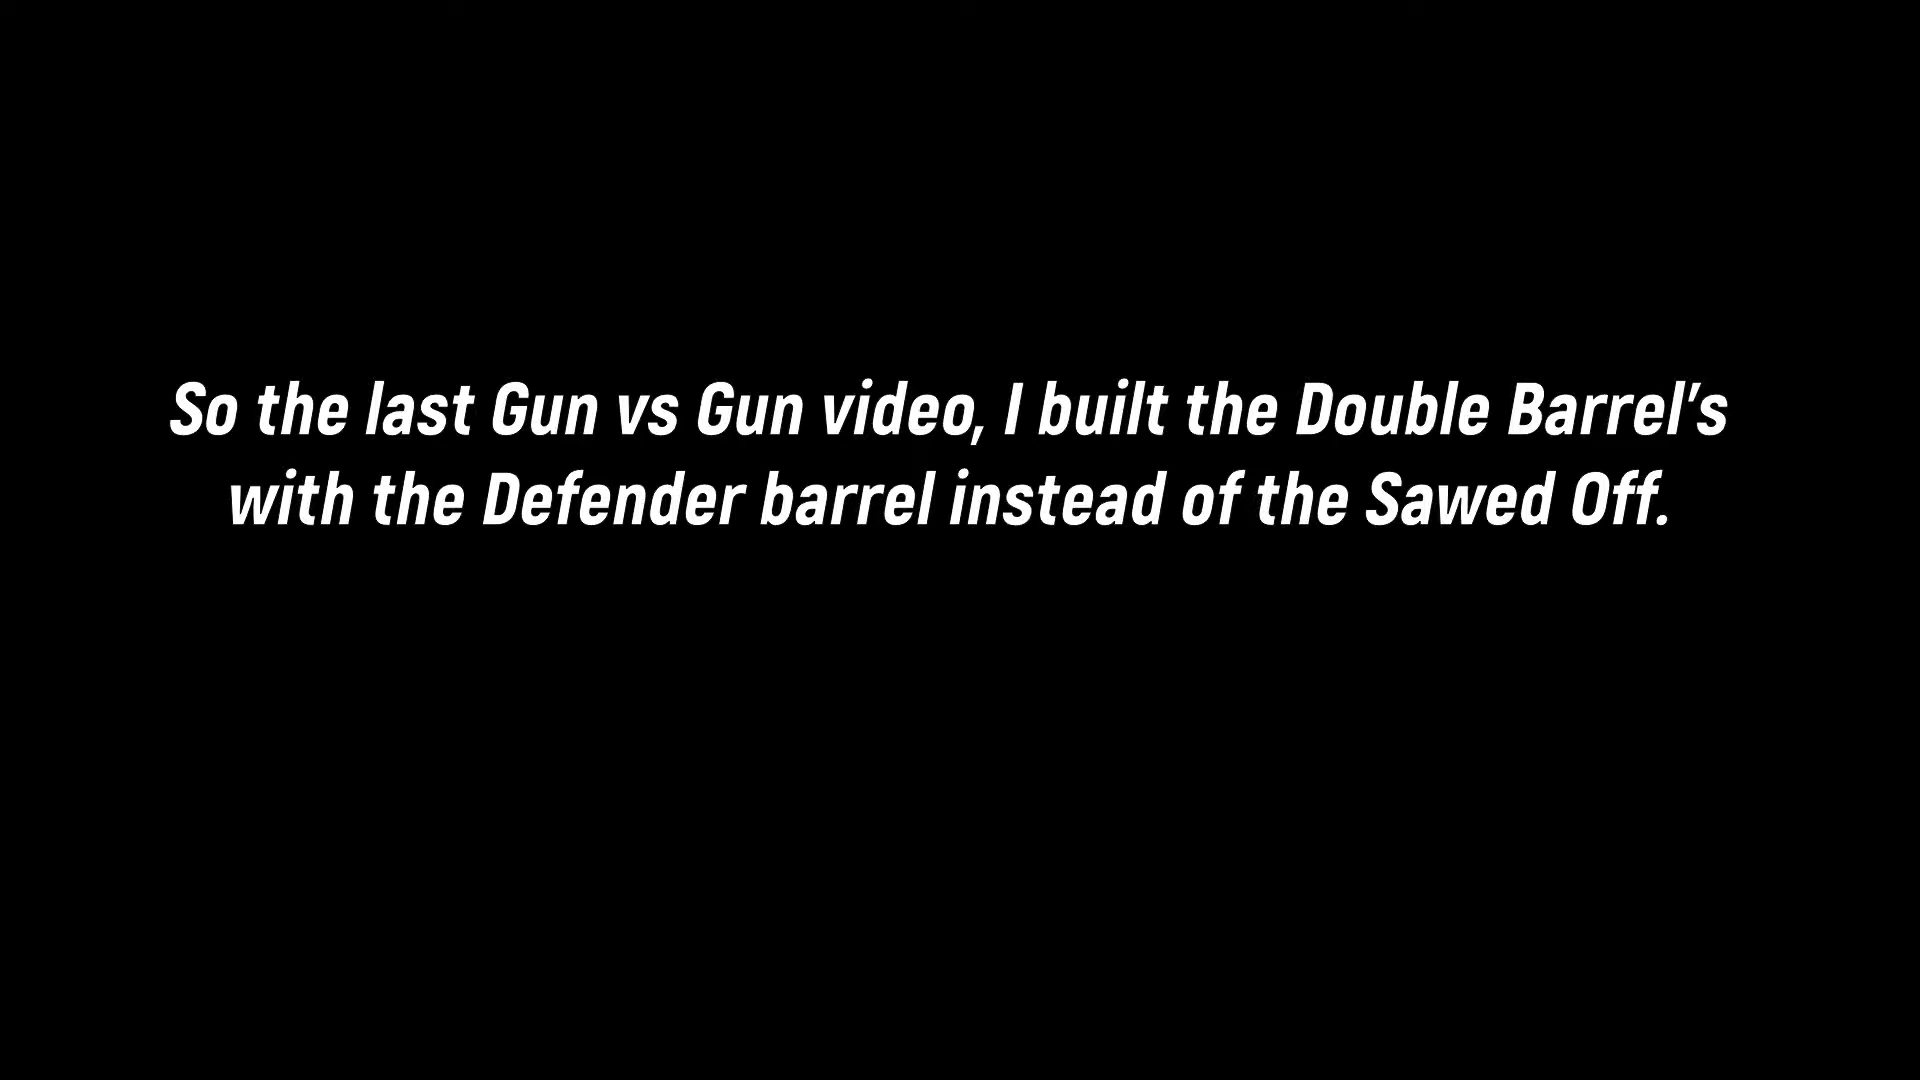 So the last Gun vs Gun video, I built the Double Barrel’s
with the Defender barrel instead of the Sawed Off.